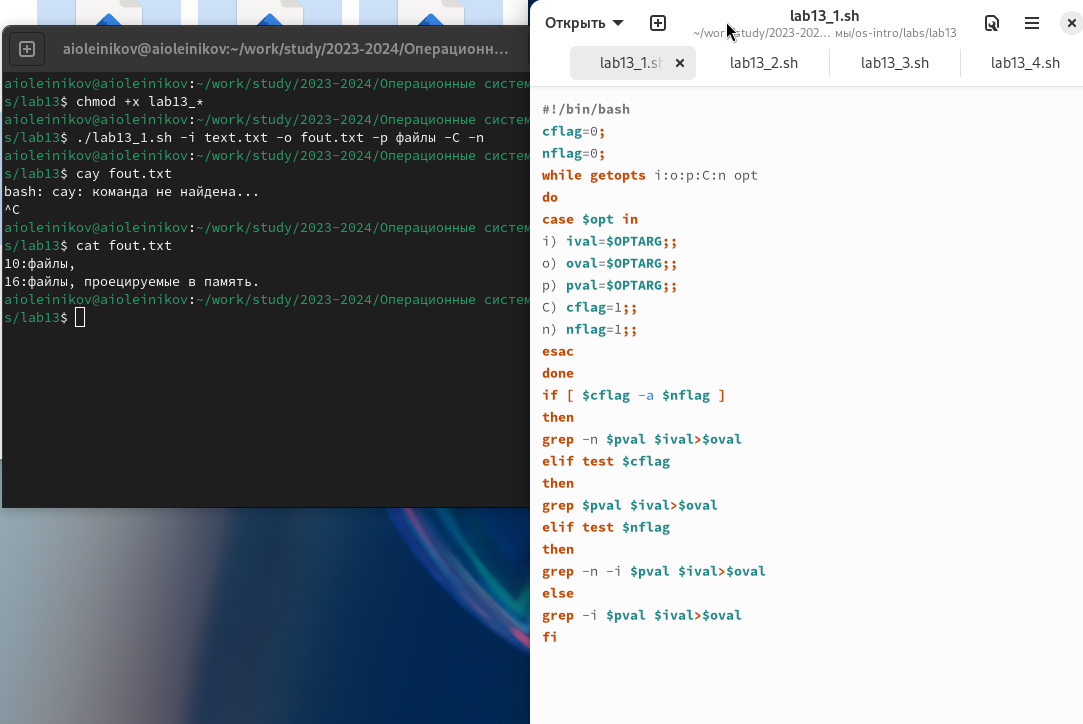 aioleinikov@aioleinikov:~/work/study/2023-2024/Операционн...
aioleinikov@aioleinikov:~/work/study/2023-2024/Операционные систем
s/lab13$ chmod +x lab13_*
aioleinikov@aioleinikov:~/work/study/2023-2024/Операционные систем
s/lab13$ ./lab13_1.sh -i text.txt -o fout.txt -p файлы -C -n
aioleinikov@aioleinikov:~/work/study/2023-2024/Операционные систем
s/lab13$ cay fout.txt
bash: cay: команда не найдена...
^C
aioleinikov@aioleinikov:~/work/study/2023-2024/Операционные систем
s/lab13$ cat fout.txt
10:файлы,
16:файлы, проецируемые в память.
aioleinikov@aioleinikov:~/work/study/2023-2024/Операционные систем
s/lab13$
Открыть
lab13_1.sh
~/work/study/2023-202... мы/os-intro/labs/lab13
lab13_1.sh
lab13_2.sh
lab13_3.sh
lab13_4.sh
#!/bin/bash
cflag=0;
nflag=0;
while getopts i:o:p:C:n opt
do
case $opt in
i) ival=$OPTARG;;
o) oval=$OPTARG;;
p) pval=$OPTARG;;
C) cflag=1;;
n) nflag=1;;
esac
done
if [ $cflag -a $nflag ]
then
grep -n $pval $ival>$oval
elif test $cflag
then
grep $pval $ival>$oval
elif test $nflag
then
grep -n -i $pval $ival>$oval
else
grep -i $pval $ival>$oval
fi